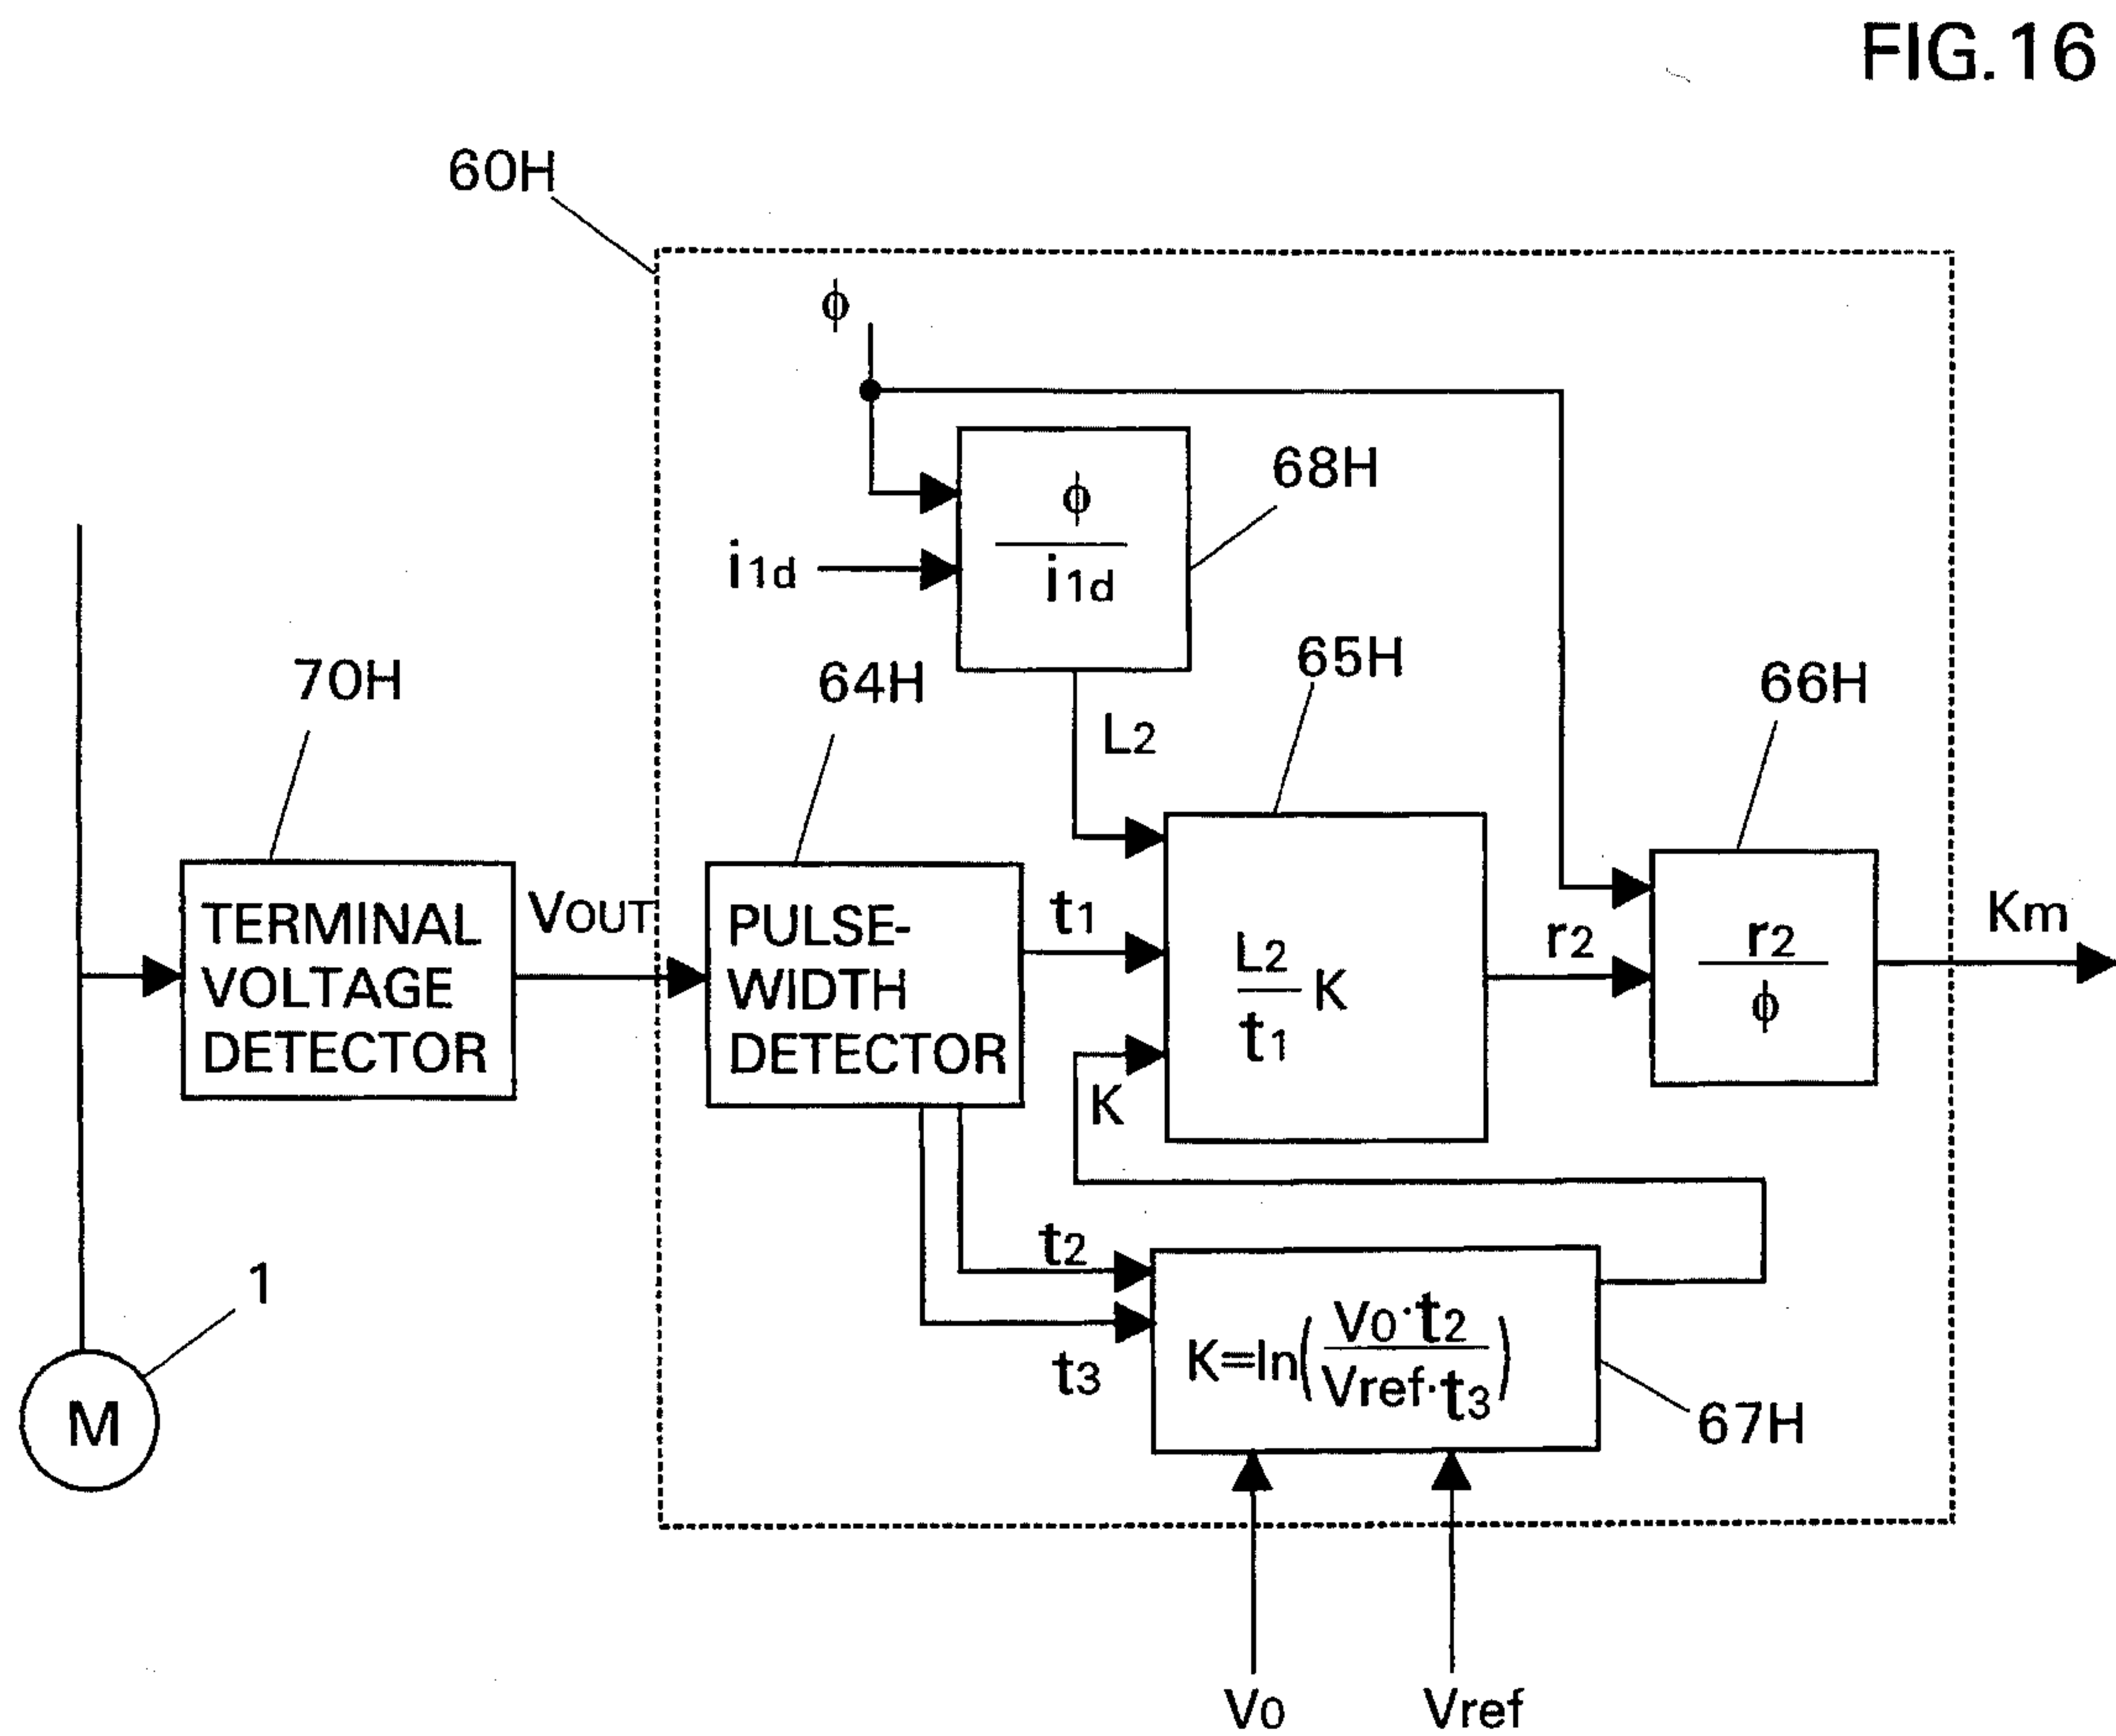 FIG.16
60H
ϕ
68H
ϕ
i1d
i1d
70H
64H
65H
66H
L2
TERMINAL
VOLTAGE
DETECTOR
VOUT
PULSE-
WIDTH
DETECTOR
t1
L2
t1
K
r2
r2
ϕ
Km
K
t2
t3
K=ln(V0·t2/Vref·t3)
67H
1
M
V0
Vref